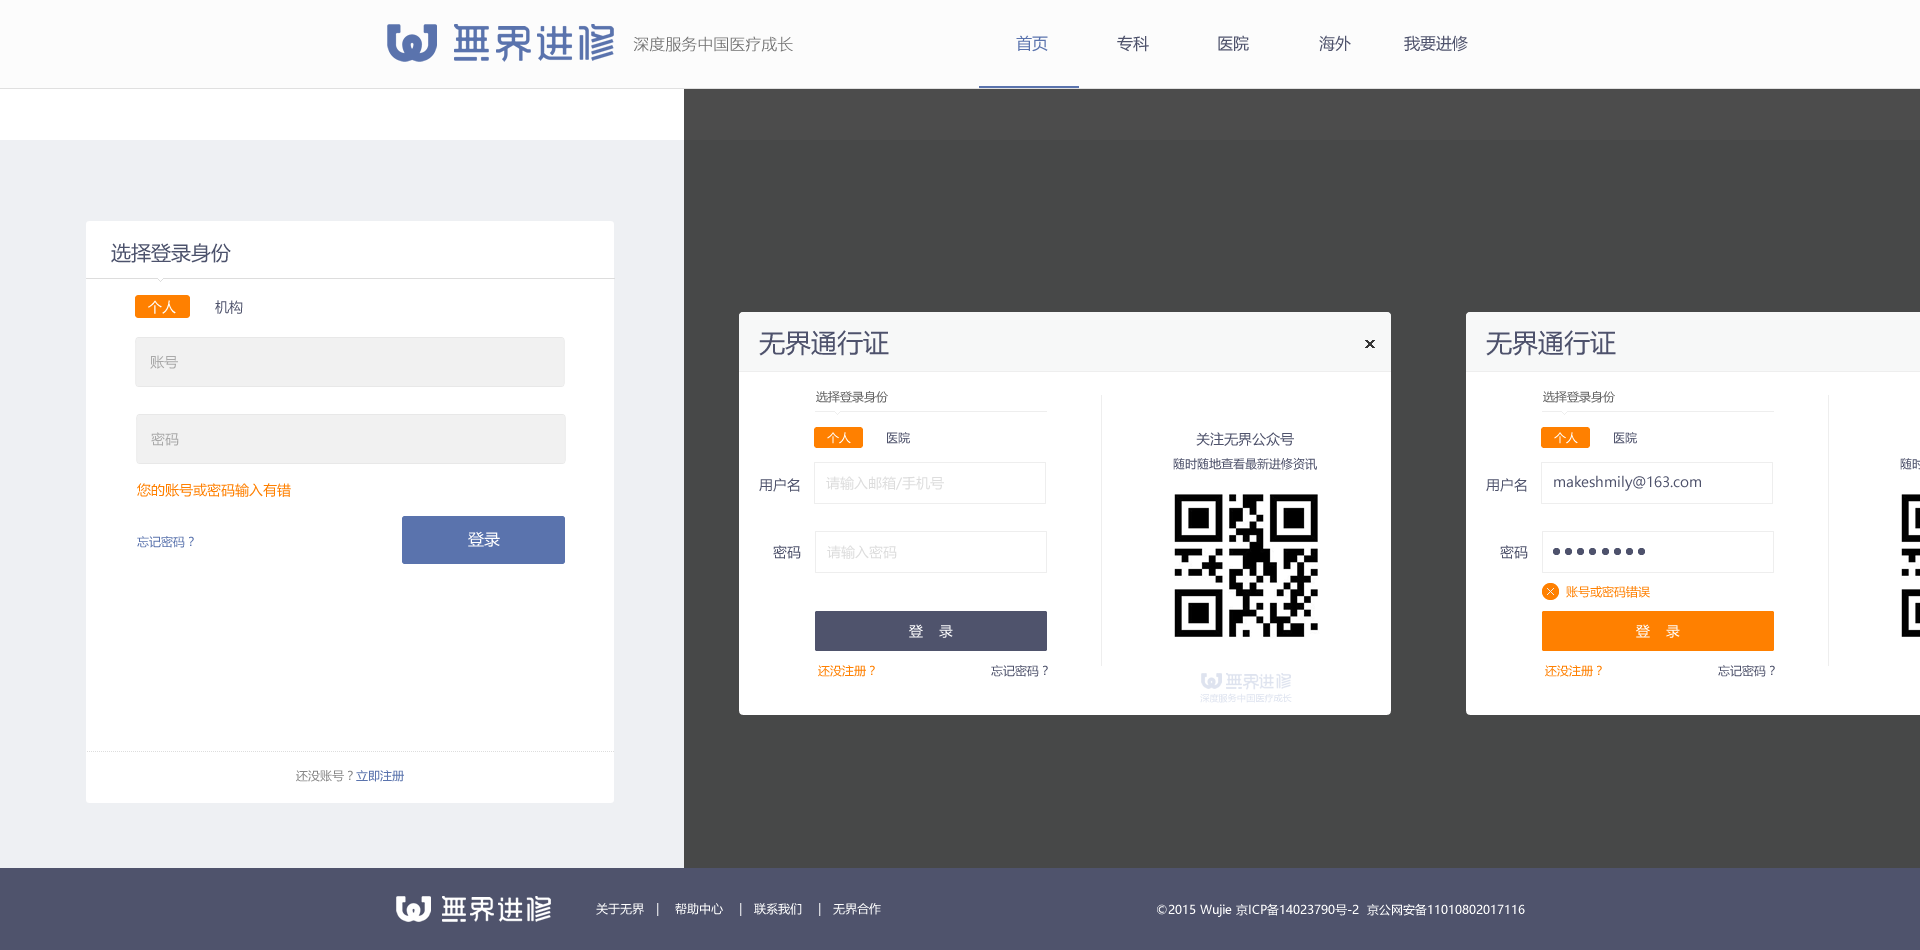 無界进修 深度服务中国医疗成长 首页 专科 医院 海外 我要进修
选择登录身份
个人 机构
账号
密码
您的账号或密码输入有错
忘记密码？ 登录
还没账号？立即注册
无界通行证
选择登录身份
个人 医院
用户名 请输入邮箱/手机号
密码 请输入密码
登 录
还没注册？ 忘记密码？
关注无界公众号
随时随地查看最新进修资讯
無界进修
深度服务中国医疗成长
无界通行证
选择登录身份
个人 医院
用户名 makeshmily@163.com
密码
账号或密码错误
登 录
还没注册？ 忘记密码？
随时
無界进修 关于无界 | 帮助中心 | 联系我们 | 无界合作 ©2015 Wujie 京ICP备14023790号-2 京公网安备11010802017116